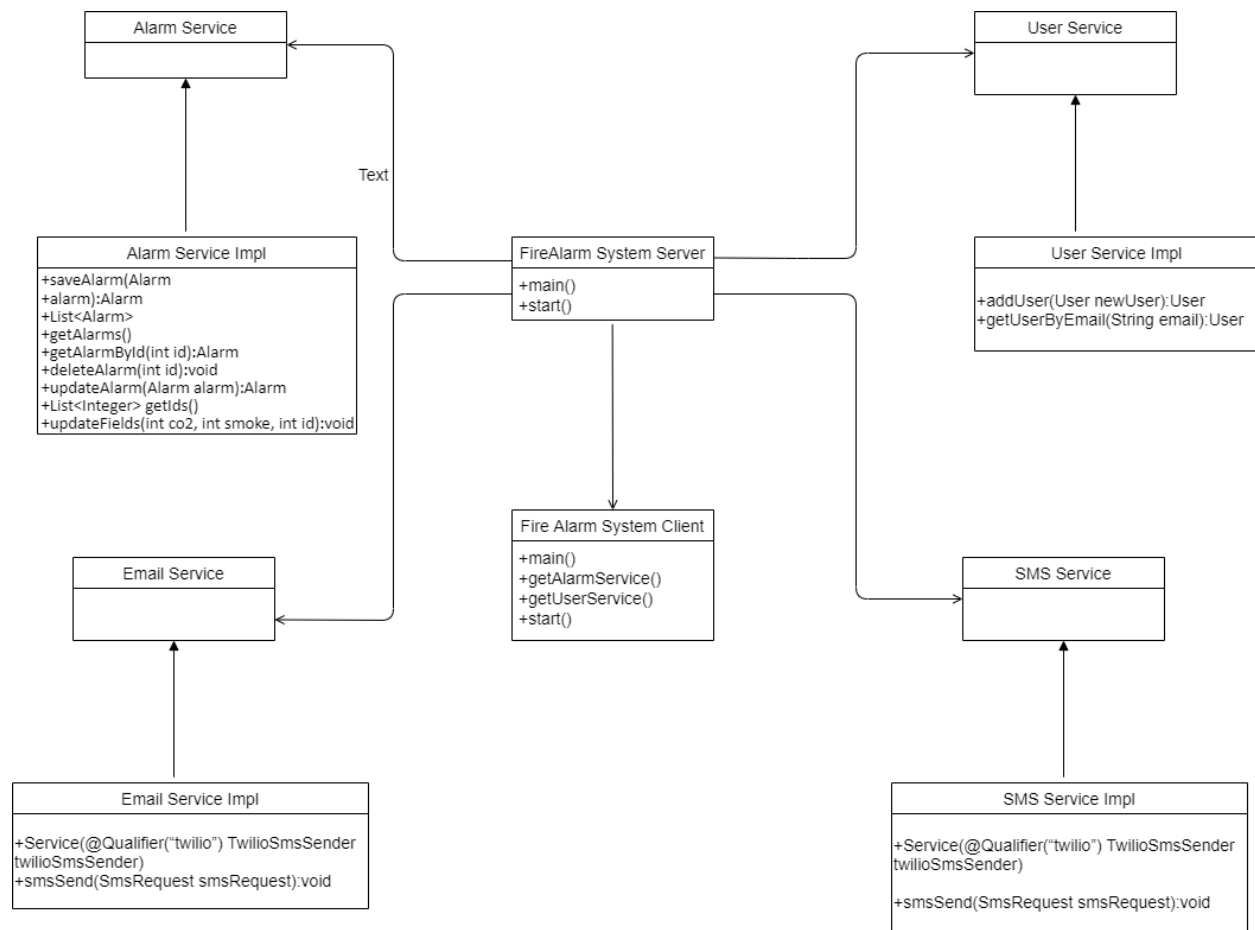 Alarm Service
User Service
Text
Alarm Service Impl
+saveAlarm(Alarm
+alarm):Alarm
+List<Alarm>
+getAlarms()
+getAlarmById(int id):Alarm
+deleteAlarm(int id):void
+updateAlarm(Alarm alarm):Alarm
+List<Integer> getIds()
+updateFields(int co2, int smoke, int id):void
FireAlarm System Server
+main()
+start()
User Service Impl
+addUser(User newUser):User
+getUserByEmail(String email):User
Fire Alarm System Client
+main()
+getAlarmService()
+getUserService()
+start()
Email Service
SMS Service
Email Service Impl
+Service(@Qualifier(“twilio”) TwilioSmsSender
twilioSmsSender)
+smsSend(SmsRequest smsRequest):void
SMS Service Impl
+Service(@Qualifier(“twilio”) TwilioSmsSender
twilioSmsSender)
+smsSend(SmsRequest smsRequest):void